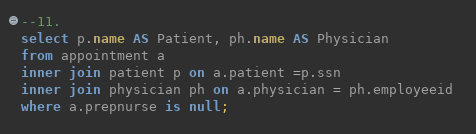 --11.
select p.name AS Patient, ph.name AS Physician
from appointment a
inner join patient p on a.patient =p.ssn
inner join physician ph on a.physician = ph.employeeid
where a.prepnurse is null;